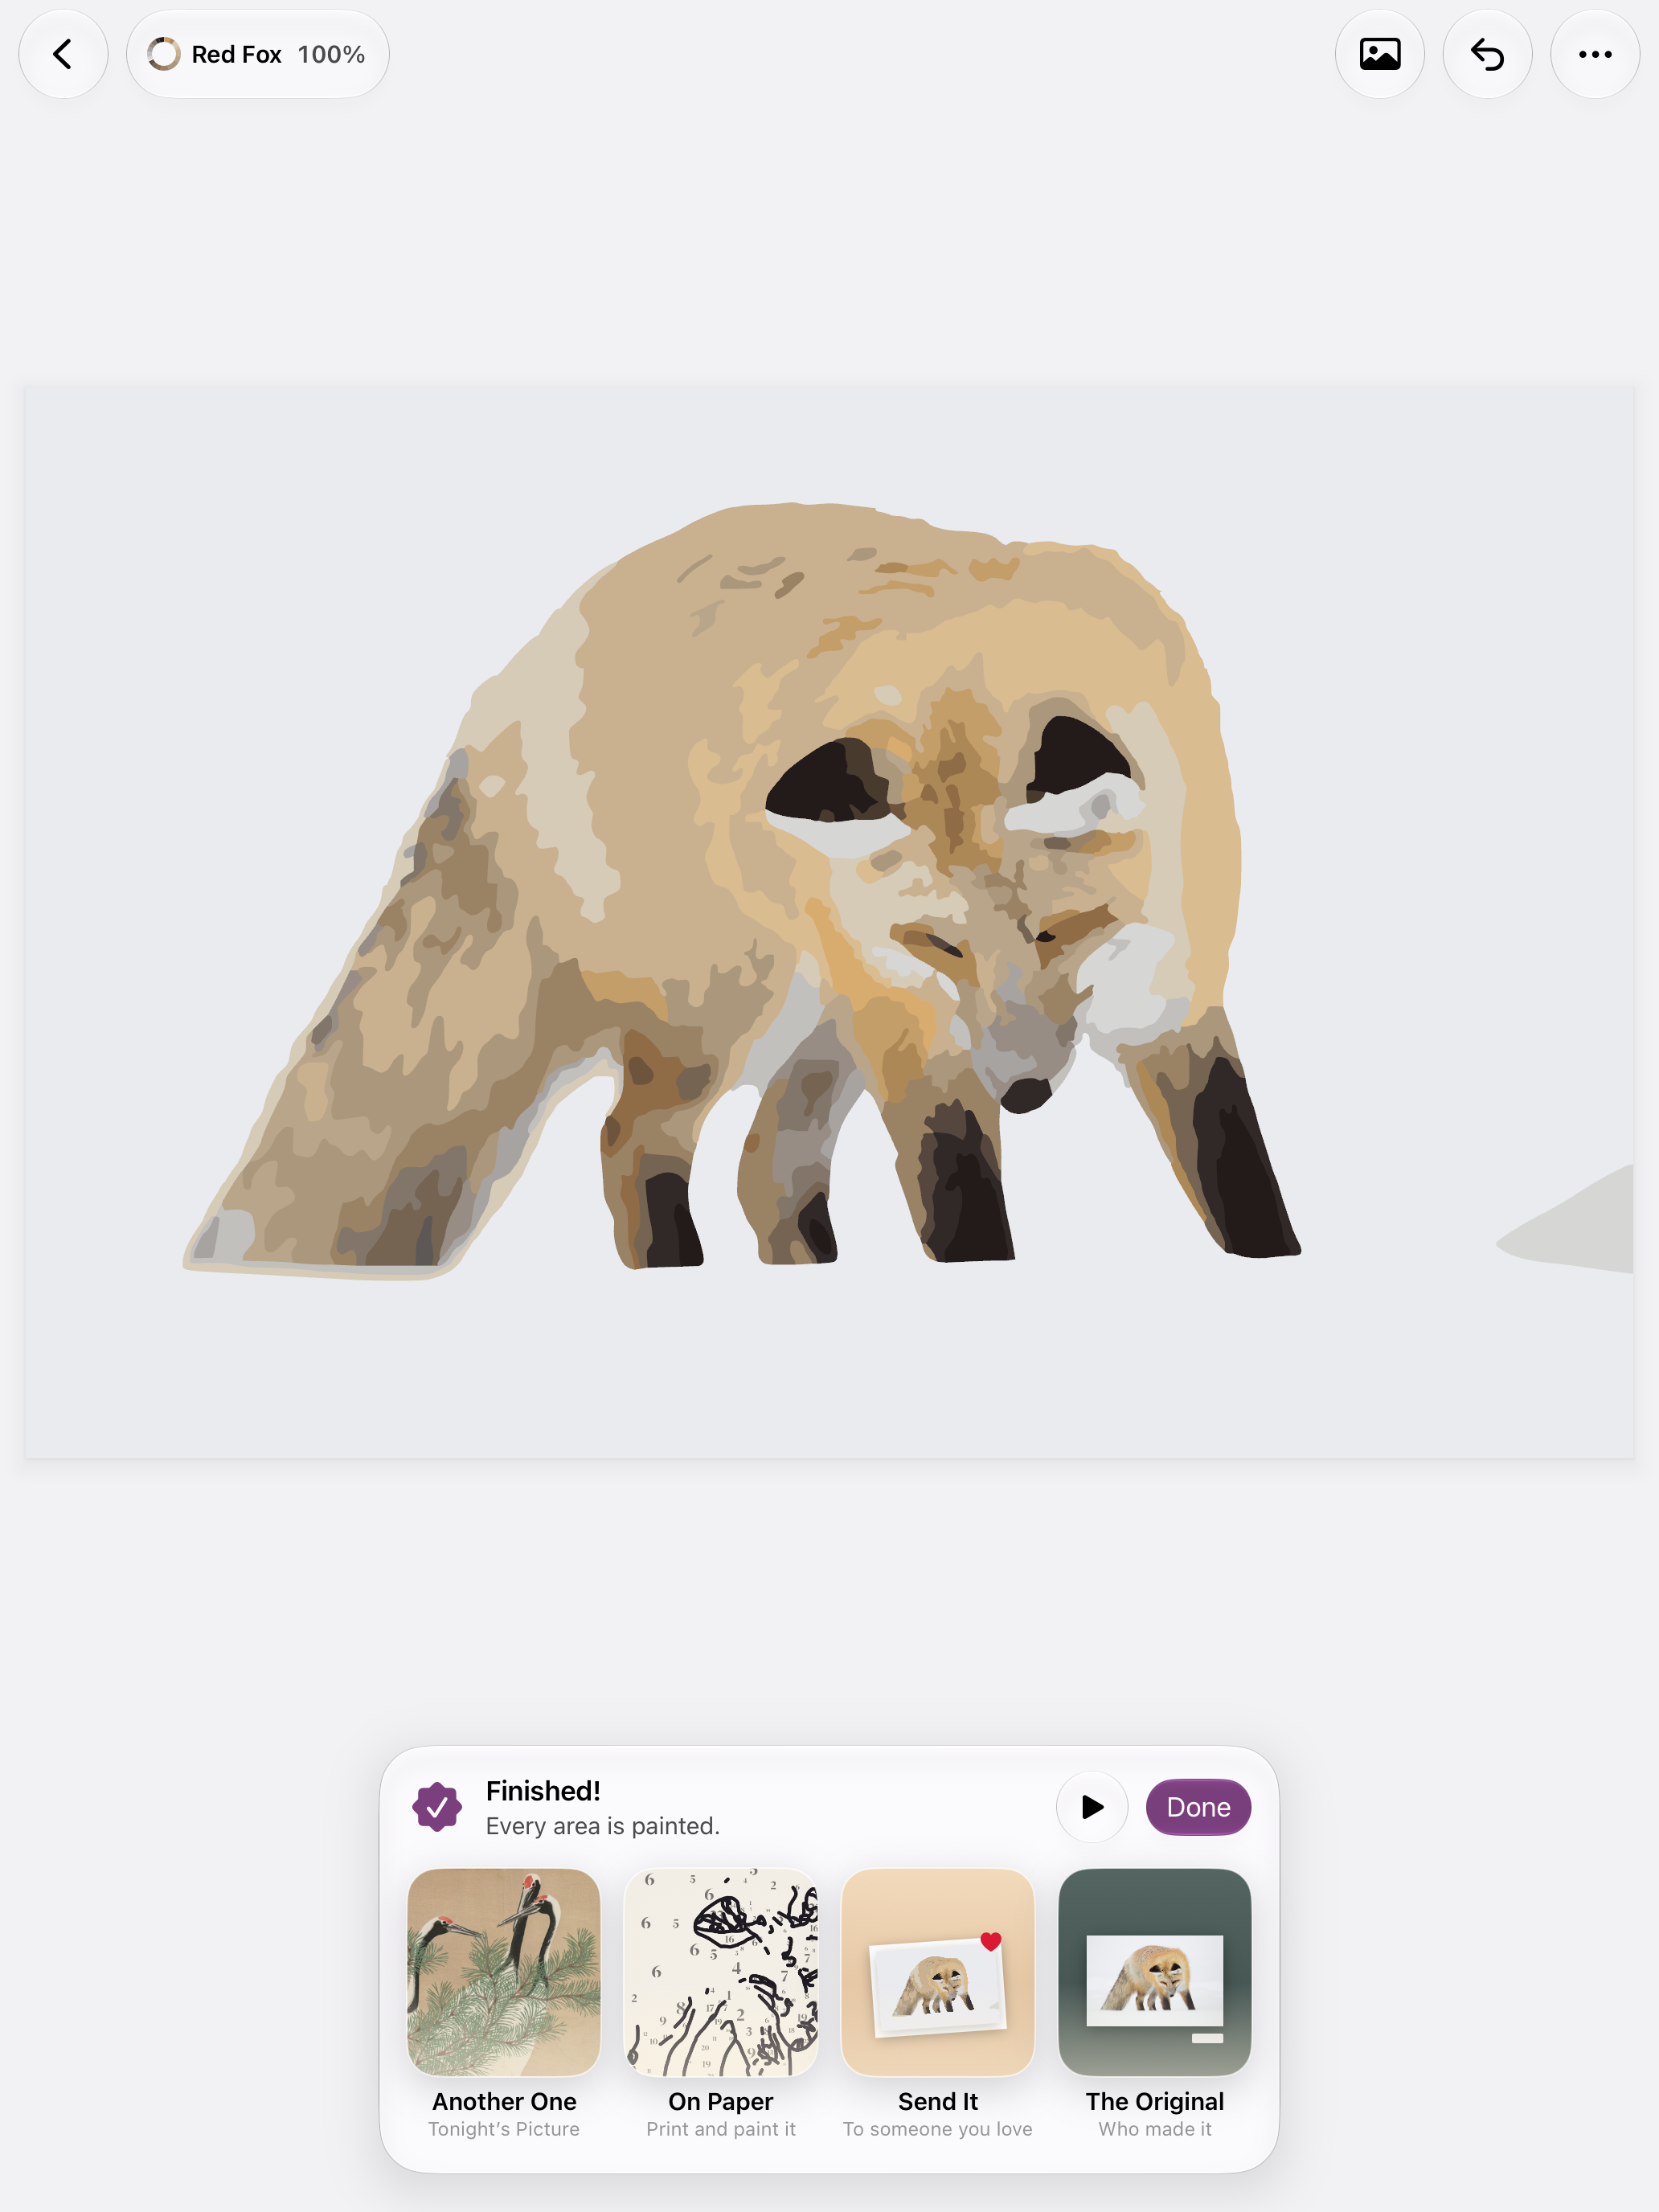 Red Fox 100%
Finished!
Every area is painted.
Done
Another One
Tonight’s Picture
On Paper
Print and paint it
Send It
To someone you love
The Original
Who made it